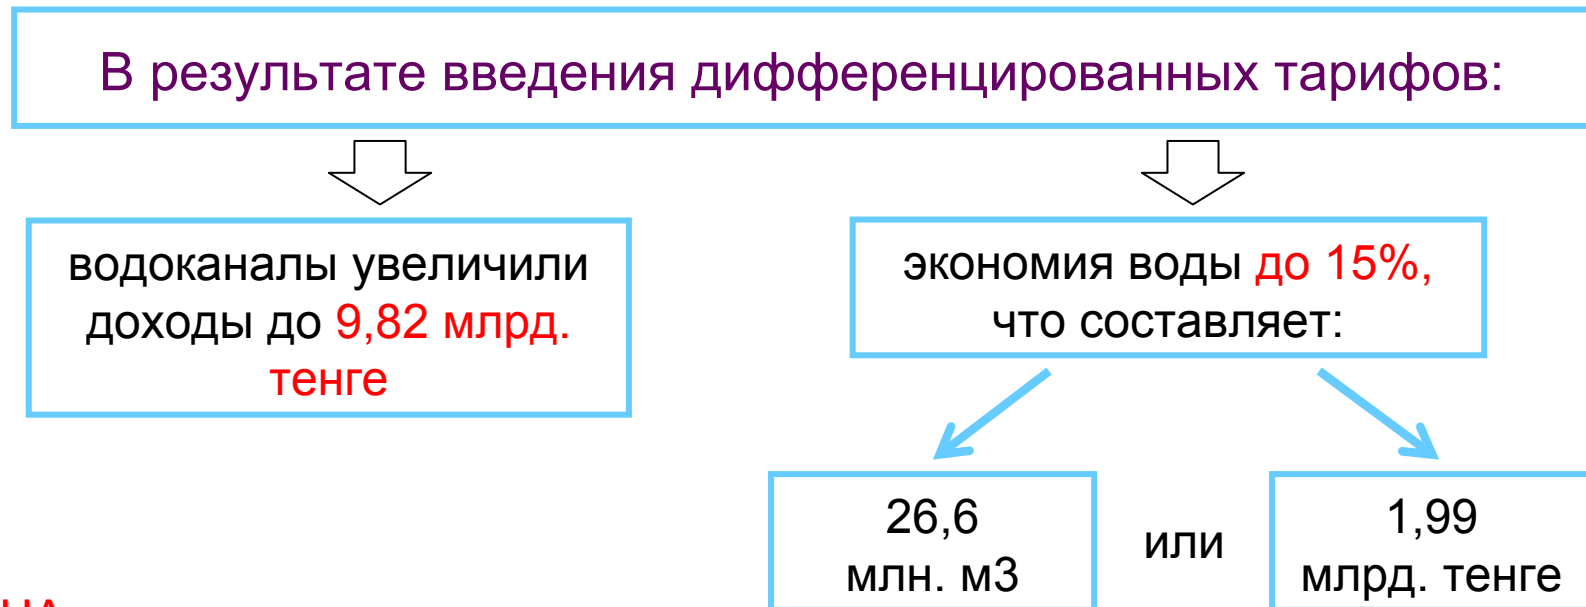 В результате введения дифференцированных тарифов:
водоканалы увеличили
доходы до 9,82 млрд.
тенге
экономия воды до 15%,
что составляет:
26,6
млн. м3
или
1,99
млрд. тенге